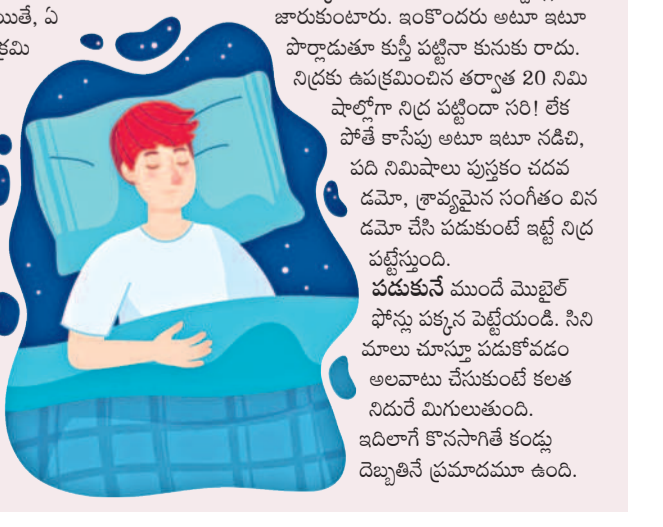 యితే, ఏ
క్రమి
జారుకుంటారు. ఇంకొందరు అటూ ఇటూ
పొర్లాడుతూ కుస్తీ పట్టినా కునుకు రాదు.
నిద్రకు ఉపక్రమించిన తర్వాత 20 నిమి
షాల్లోగా నిద్ర పట్టిందా సరి! లేక
పోతే కాసేపు అటూ ఇటూ నడిచి,
పది నిమిషాలు పుస్తకం చదవ
డమో, శ్రావ్యమైన సంగీతం విన
డమో చేసి పడుకుంటే ఇట్టే నిద్ర
పట్టేస్తుంది.
పడుకునే ముందే మొబైల్
ఫోన్లు పక్కన పెట్టేయండి. సిని
మాలు చూస్తూ పడుకోవడం
అలవాటు చేసుకుంటే కలత
నిదురే మిగులుతుంది.
ఇదిలాగే కొనసాగితే కండ్లు
దెబ్బతినే ప్రమాదమూ ఉంది.